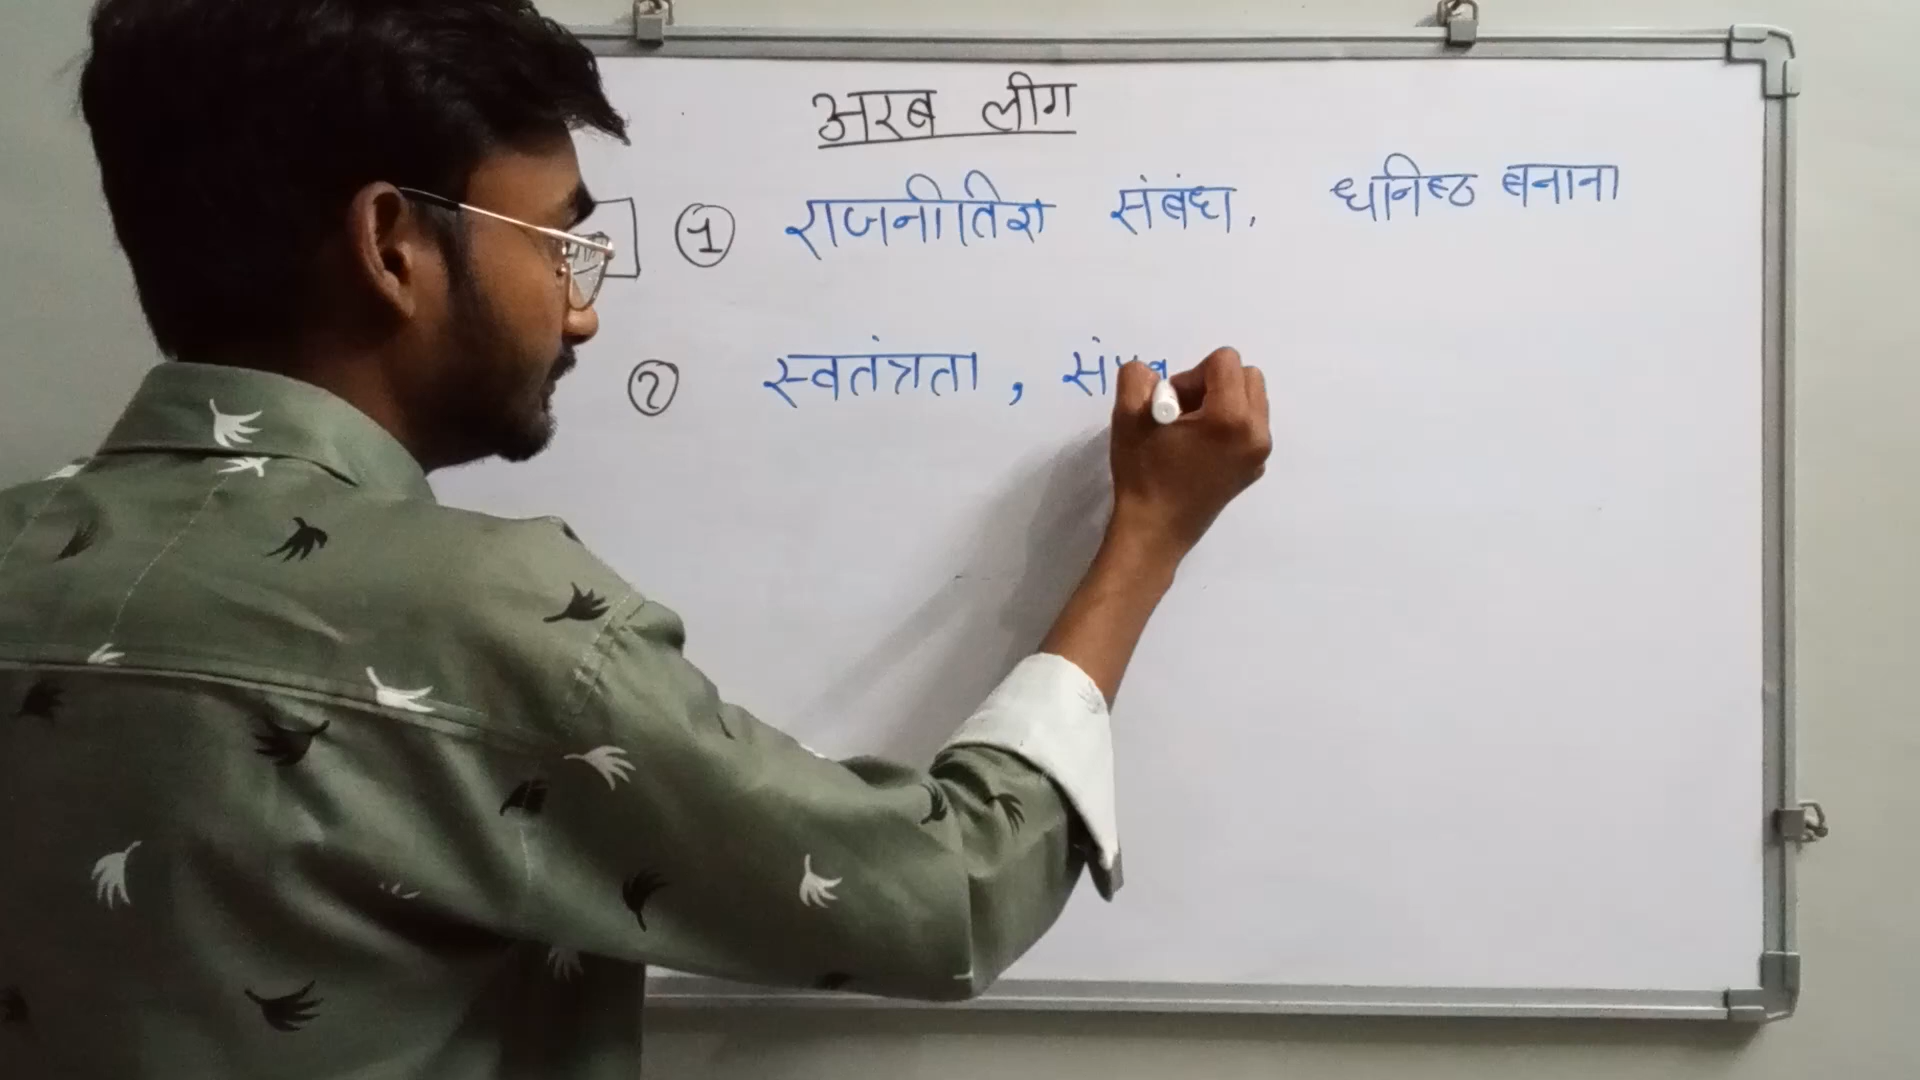 अरब लीग
① राजनीतिक संबंध, धनिष्ठ बनाना
② स्वतंत्रता,